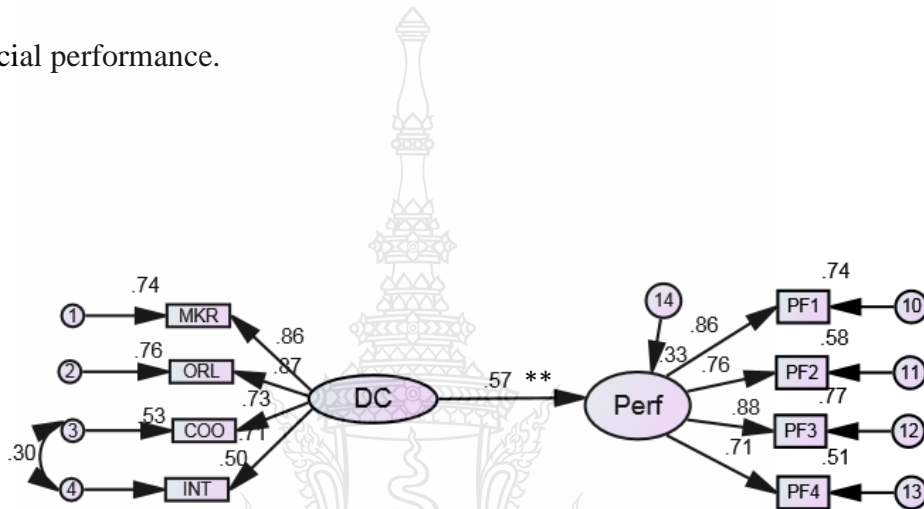 cial performance.
.74
.74
1 MKR
14
PF1 10
.86
.86
.58
.76
.87
.33
.76
2 ORL
.57 **
PF2 11
.73
DC
Perf
.77
.53
.88
3 COO
.71
PF3 12
.30
.50
.71
.51
4 INT
PF4 13